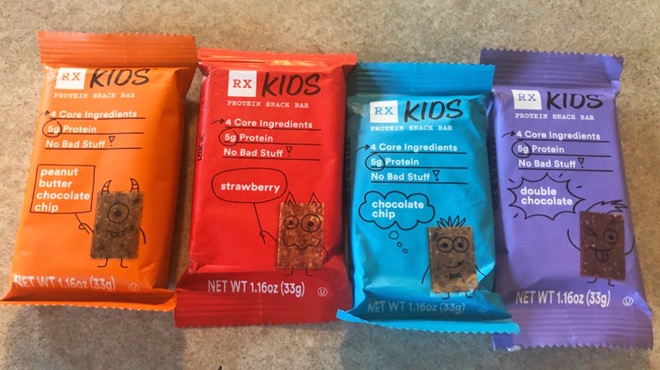 RX KIDS
PROTEIN SNACK BAR
4 Core Ingredients
5g Protein
No Bad Stuff
peanut
butter
chocolate
chip
NET WT 1.16oz (33g)
RX KIDS
PROTEIN SNACK BAR
4 Core Ingredients
5g Protein
No Bad Stuff
strawberry
NET WT 1.16oz (33g)
U
RX KIDS
PROTEIN SNACK BAR
4 Core Ingredients
5g Protein
No Bad Stuff
chocolate
chip
NET WT 1.16oz (33g)
U
RX KIDS
PROTEIN SNACK BAR
4 Core Ingredients
5g Protein
No Bad Stuff
double
chocolate
NET WT 1.16oz (33g)
U